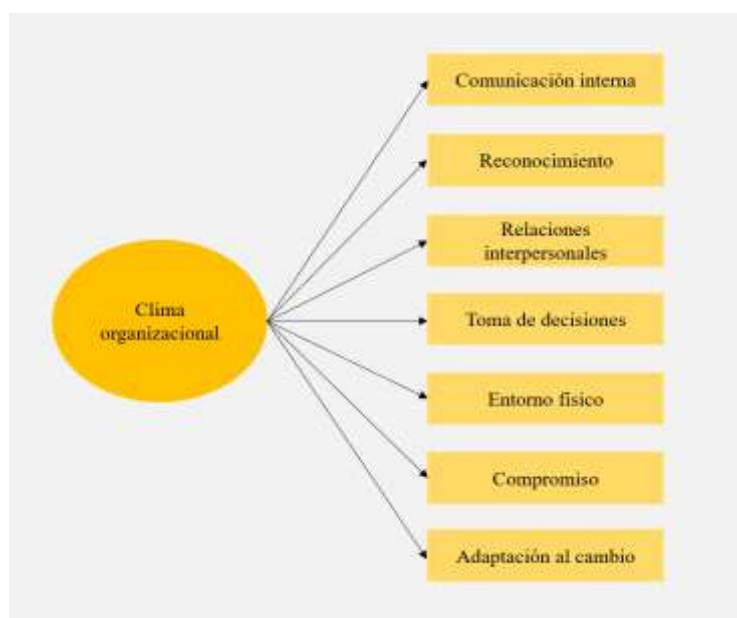 Comunicación interna
Reconocimiento
Relaciones
interpersonales
Clima
organizacional
Toma de decisiones
Entorno físico
Compromiso
Adaptación al cambio